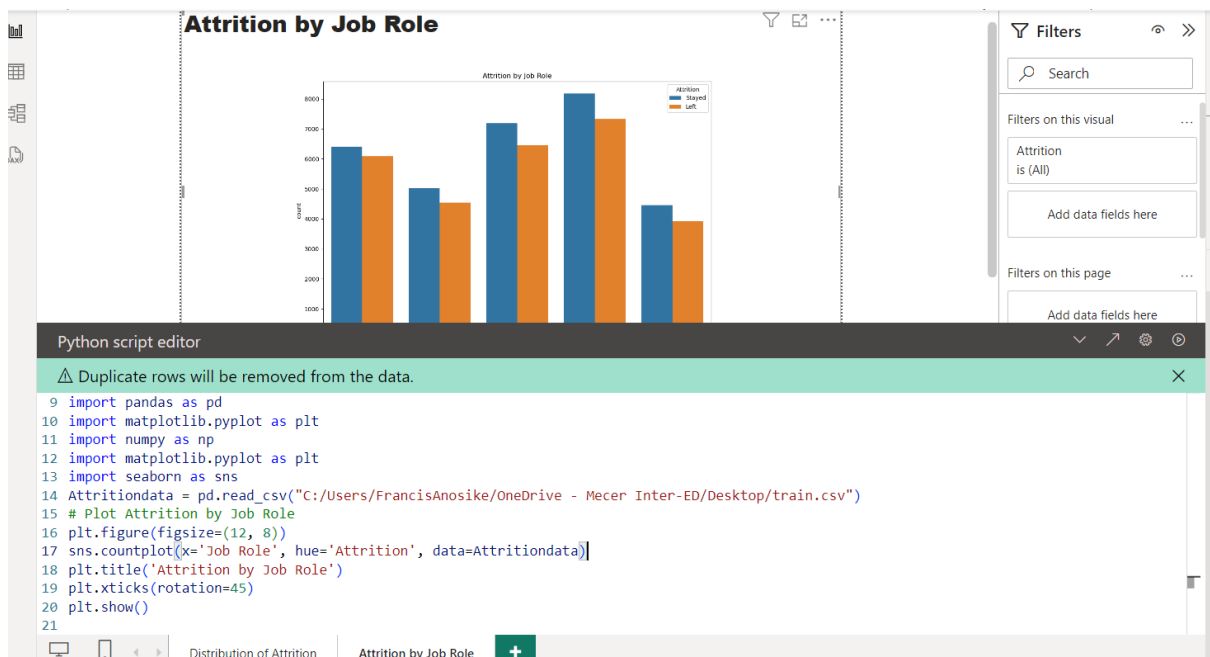 Attrition by Job Role
Attrition by Job Role
Attrition
Stayed
Left
8000
7000
6000
5000
4000
3000
2000
1000
count
Filters
Search
Filters on this visual
Attrition
is (All)
Add data fields here
Filters on this page
Add data fields here
Python script editor
Duplicate rows will be removed from the data.
9 import pandas as pd
10 import matplotlib.pyplot as plt
11 import numpy as np
12 import matplotlib.pyplot as plt
13 import seaborn as sns
14 Attritiondata = pd.read_csv("C:/Users/FrancisAnosike/OneDrive - Mecer Inter-ED/Desktop/train.csv")
15 # Plot Attrition by Job Role
16 plt.figure(figsize=(12, 8))
17 sns.countplot(x='Job Role', hue='Attrition', data=Attritiondata)
18 plt.title('Attrition by Job Role')
19 plt.xticks(rotation=45)
20 plt.show()
21
Distribution of Attrition
Attrition by Job Role